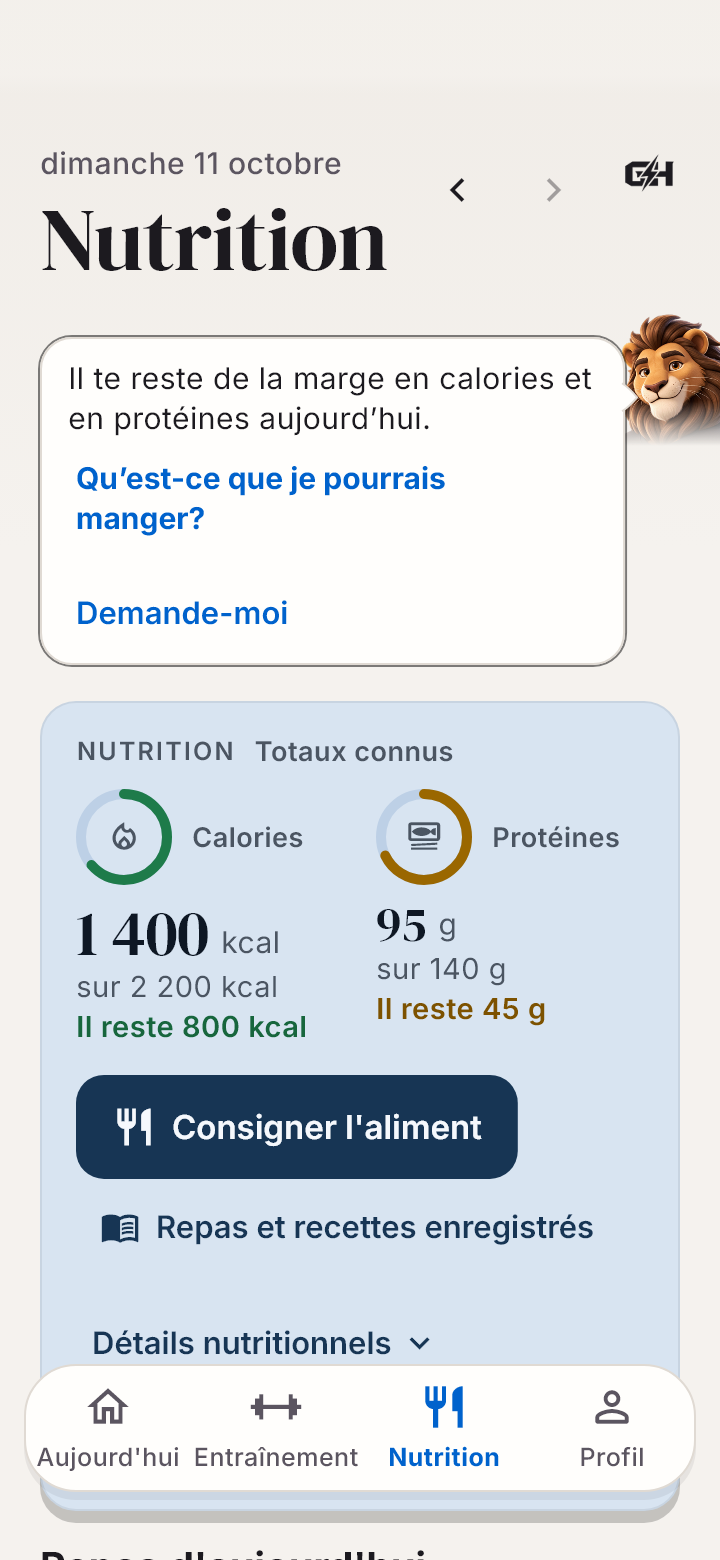 dimanche 11 octobre
GH
Nutrition
Il te reste de la marge en calories et
en protéines aujourd’hui.
Qu’est-ce que je pourrais
manger?
Demande-moi
NUTRITION Totaux connus
Calories
Protéines
1 400 kcal
sur 2 200 kcal
Il reste 800 kcal
95 g
sur 140 g
Il reste 45 g
Consigner l'aliment
Repas et recettes enregistrés
Détails nutritionnels
Aujourd'hui
Entraînement
Nutrition
Profil